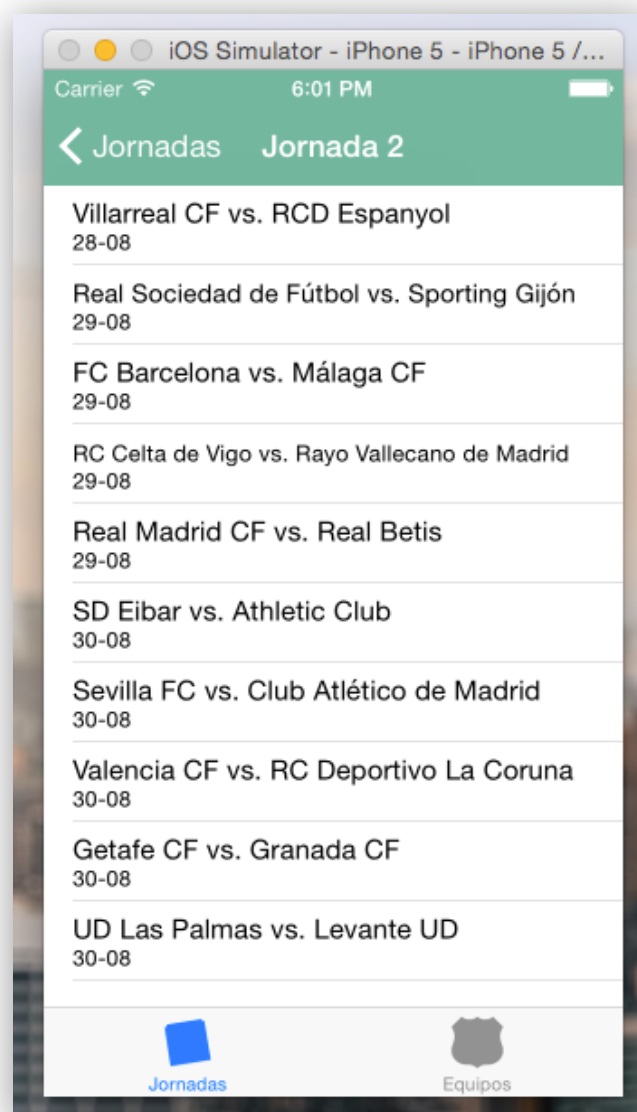 iOS Simulator - iPhone 5 - iPhone 5 /...
Carrier 6:01 PM
Jornadas Jornada 2
Villarreal CF vs. RCD Espanyol
28-08
Real Sociedad de Fútbol vs. Sporting Gijón
29-08
FC Barcelona vs. Málaga CF
29-08
RC Celta de Vigo vs. Rayo Vallecano de Madrid
29-08
Real Madrid CF vs. Real Betis
29-08
SD Eibar vs. Athletic Club
30-08
Sevilla FC vs. Club Atlético de Madrid
30-08
Valencia CF vs. RC Deportivo La Coruna
30-08
Getafe CF vs. Granada CF
30-08
UD Las Palmas vs. Levante UD
30-08
Jornadas Equipos